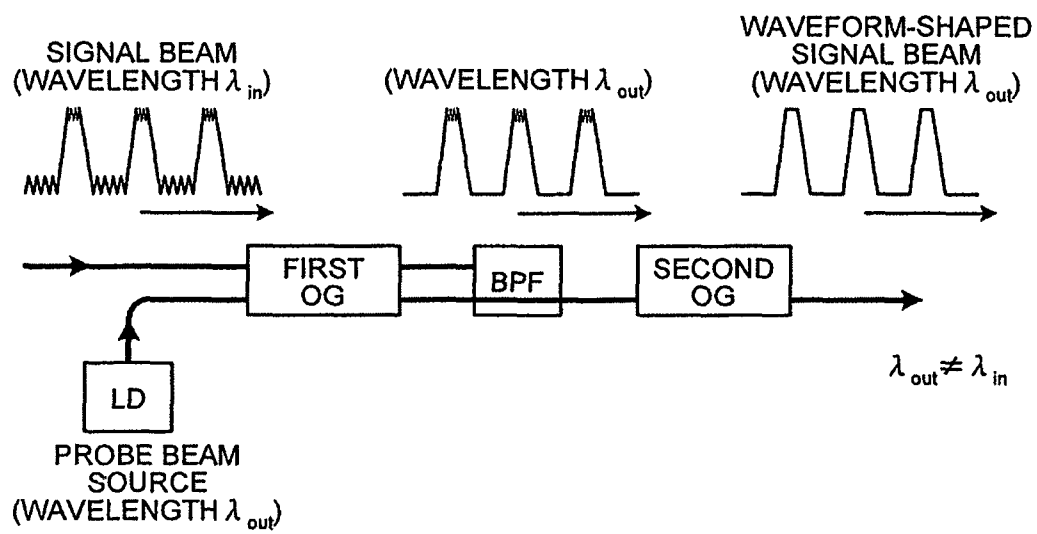 SIGNAL BEAM
(WAVELENGTH λin)
(WAVELENGTH λout)
WAVEFORM-SHAPED
SIGNAL BEAM
(WAVELENGTH λout)
FIRST
OG
BPF
SECOND
OG
λout≠λin
LD
PROBE BEAM
SOURCE
(WAVELENGTH λout)